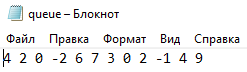 queue – Блокнот
Файл Правка Формат Вид Справка
4 2 0 -2 6 7 3 0 2 -1 4 9